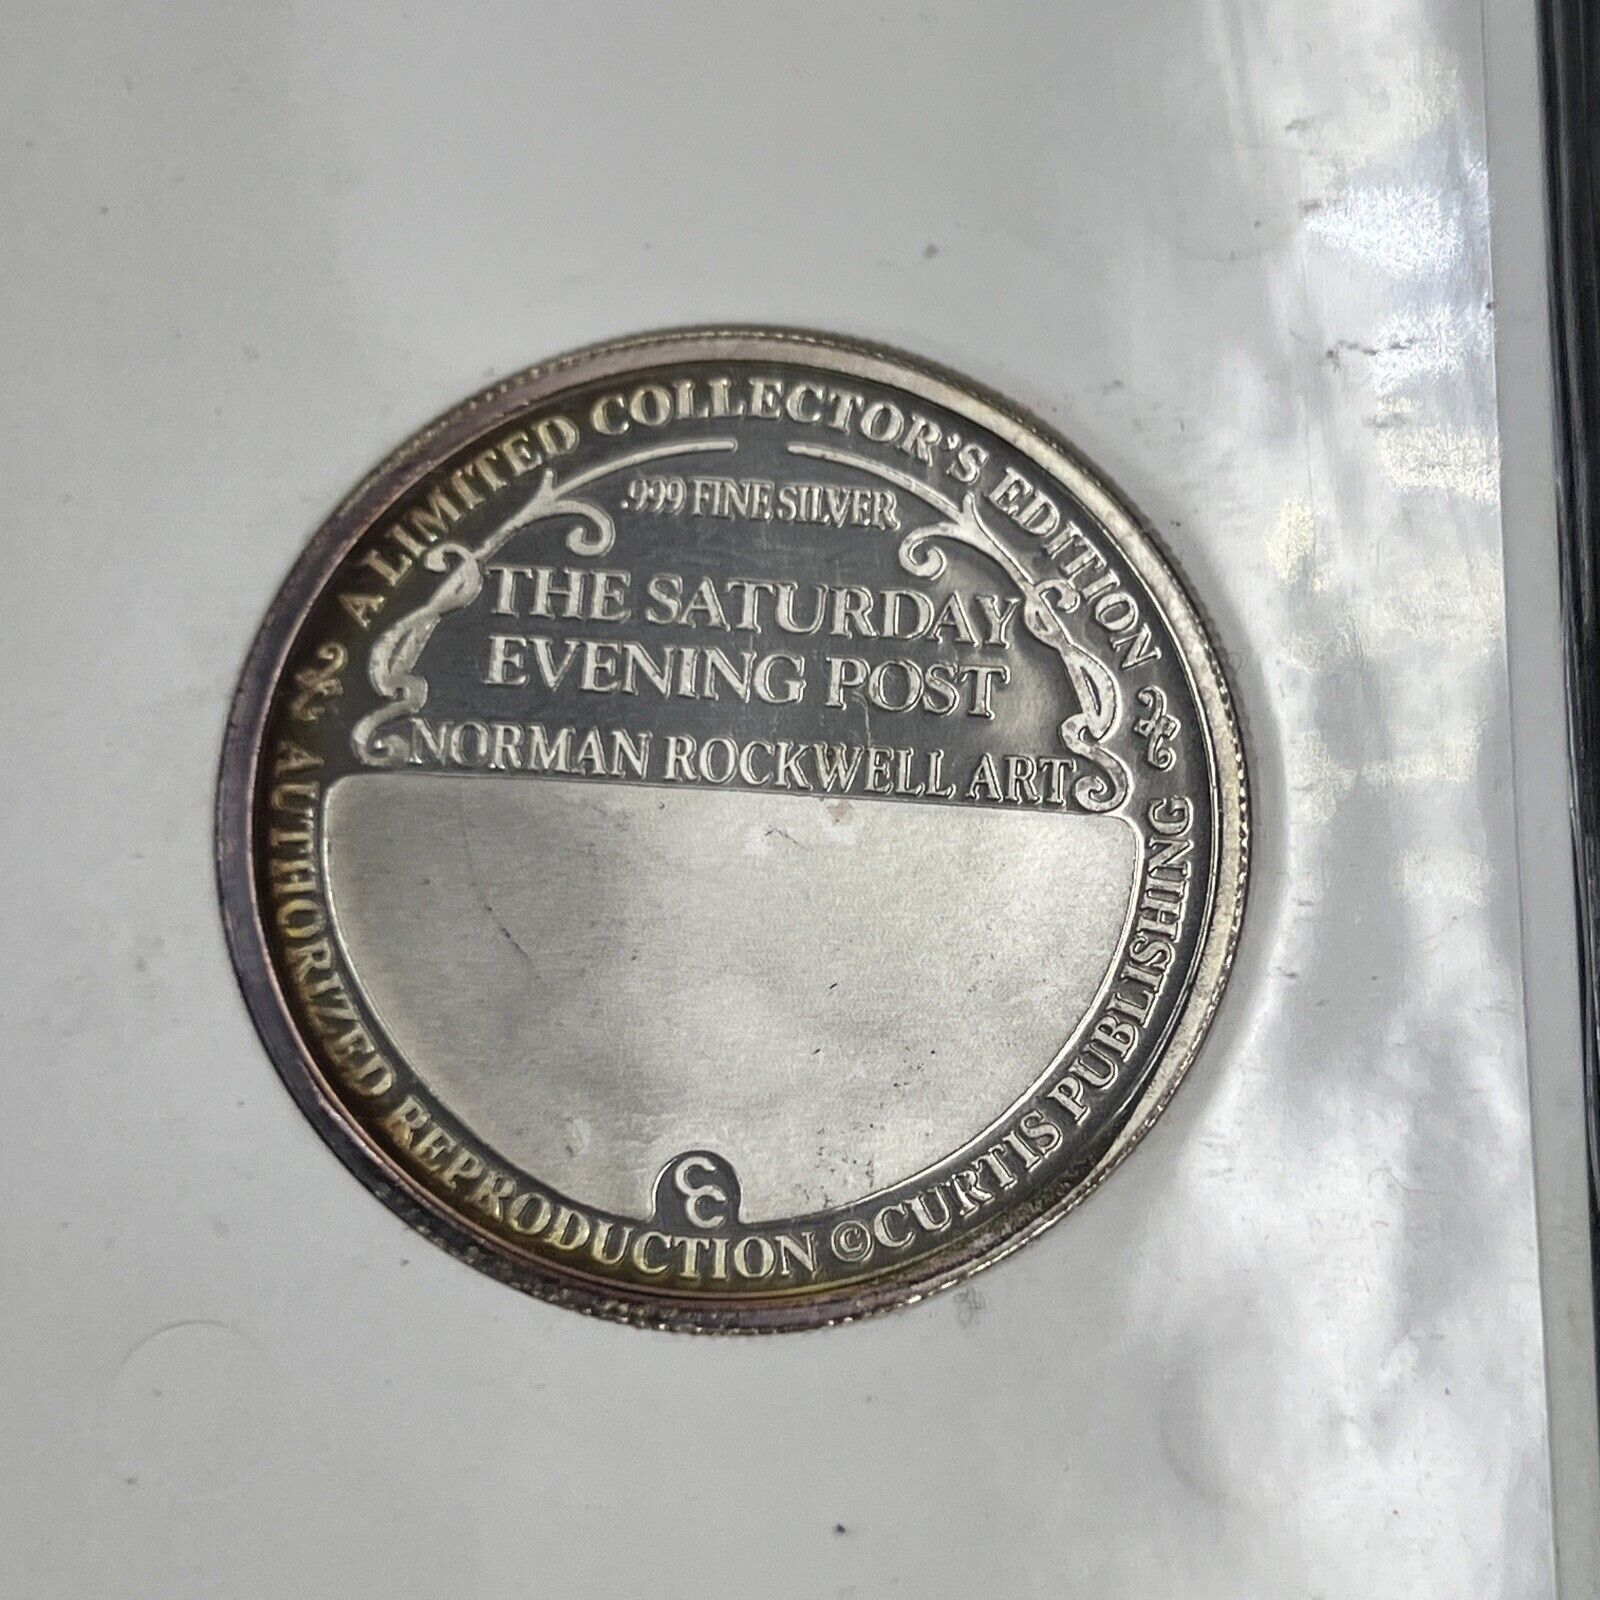 A LIMITED COLLECTOR'S EDITION
.999 FINE SILVER
THE SATURDAY
EVENING POST
NORMAN ROCKWELL ART
CC
AUTHORIZED REPRODUCTION ©CURTIS PUBLISHING